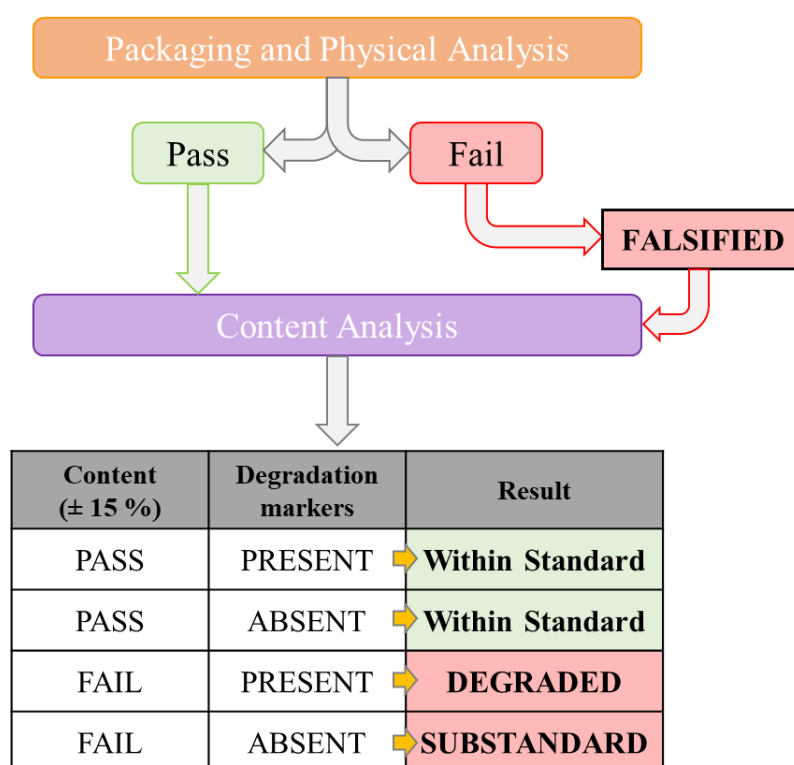 Packaging and Physical Analysis
Pass
Fail
FALSIFIED
Content Analysis
Content
(± 15 %)
Degradation
markers
Result
PASS
PRESENT
Within Standard
PASS
ABSENT
Within Standard
FAIL
PRESENT
DEGRADED
FAIL
ABSENT
SUBSTANDARD